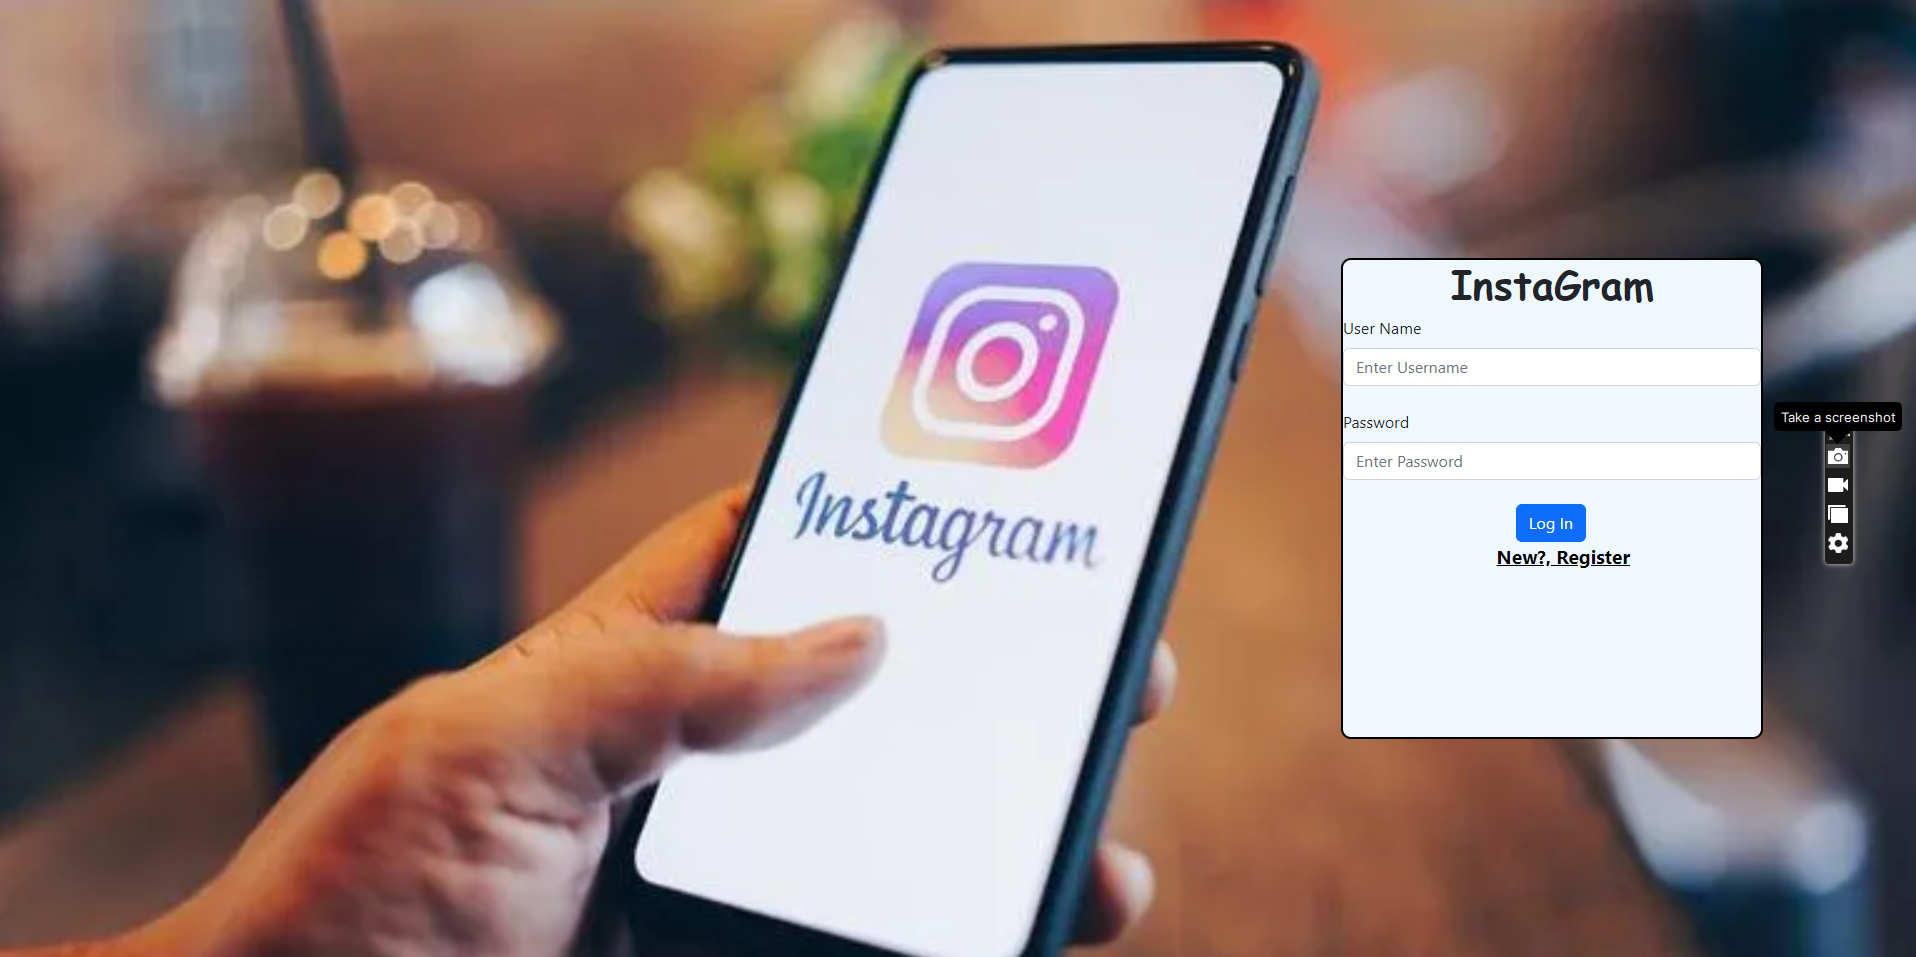 Instagram
InstaGram
User Name
Enter Username
Password
Enter Password
Log In
New?, Register
Take a screenshot